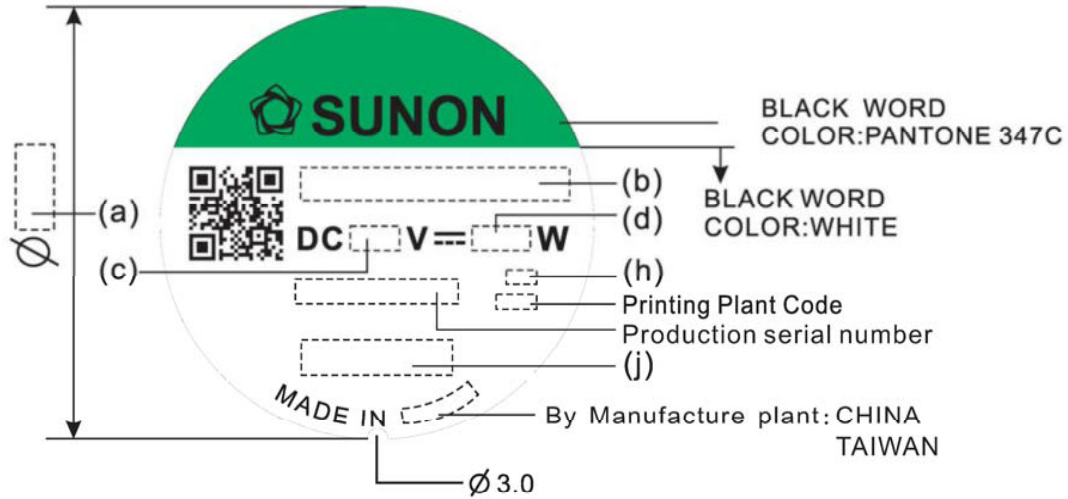 SUNON
BLACK WORD
COLOR:PANTONE 347C
(b)
BLACK WORD
COLOR:WHITE
(a)
Ø
(d)
DC V W
(c)
(h)
Printing Plant Code
Production serial number
(j)
MADE IN
By Manufacture plant: CHINA
TAIWAN
Ø 3.0